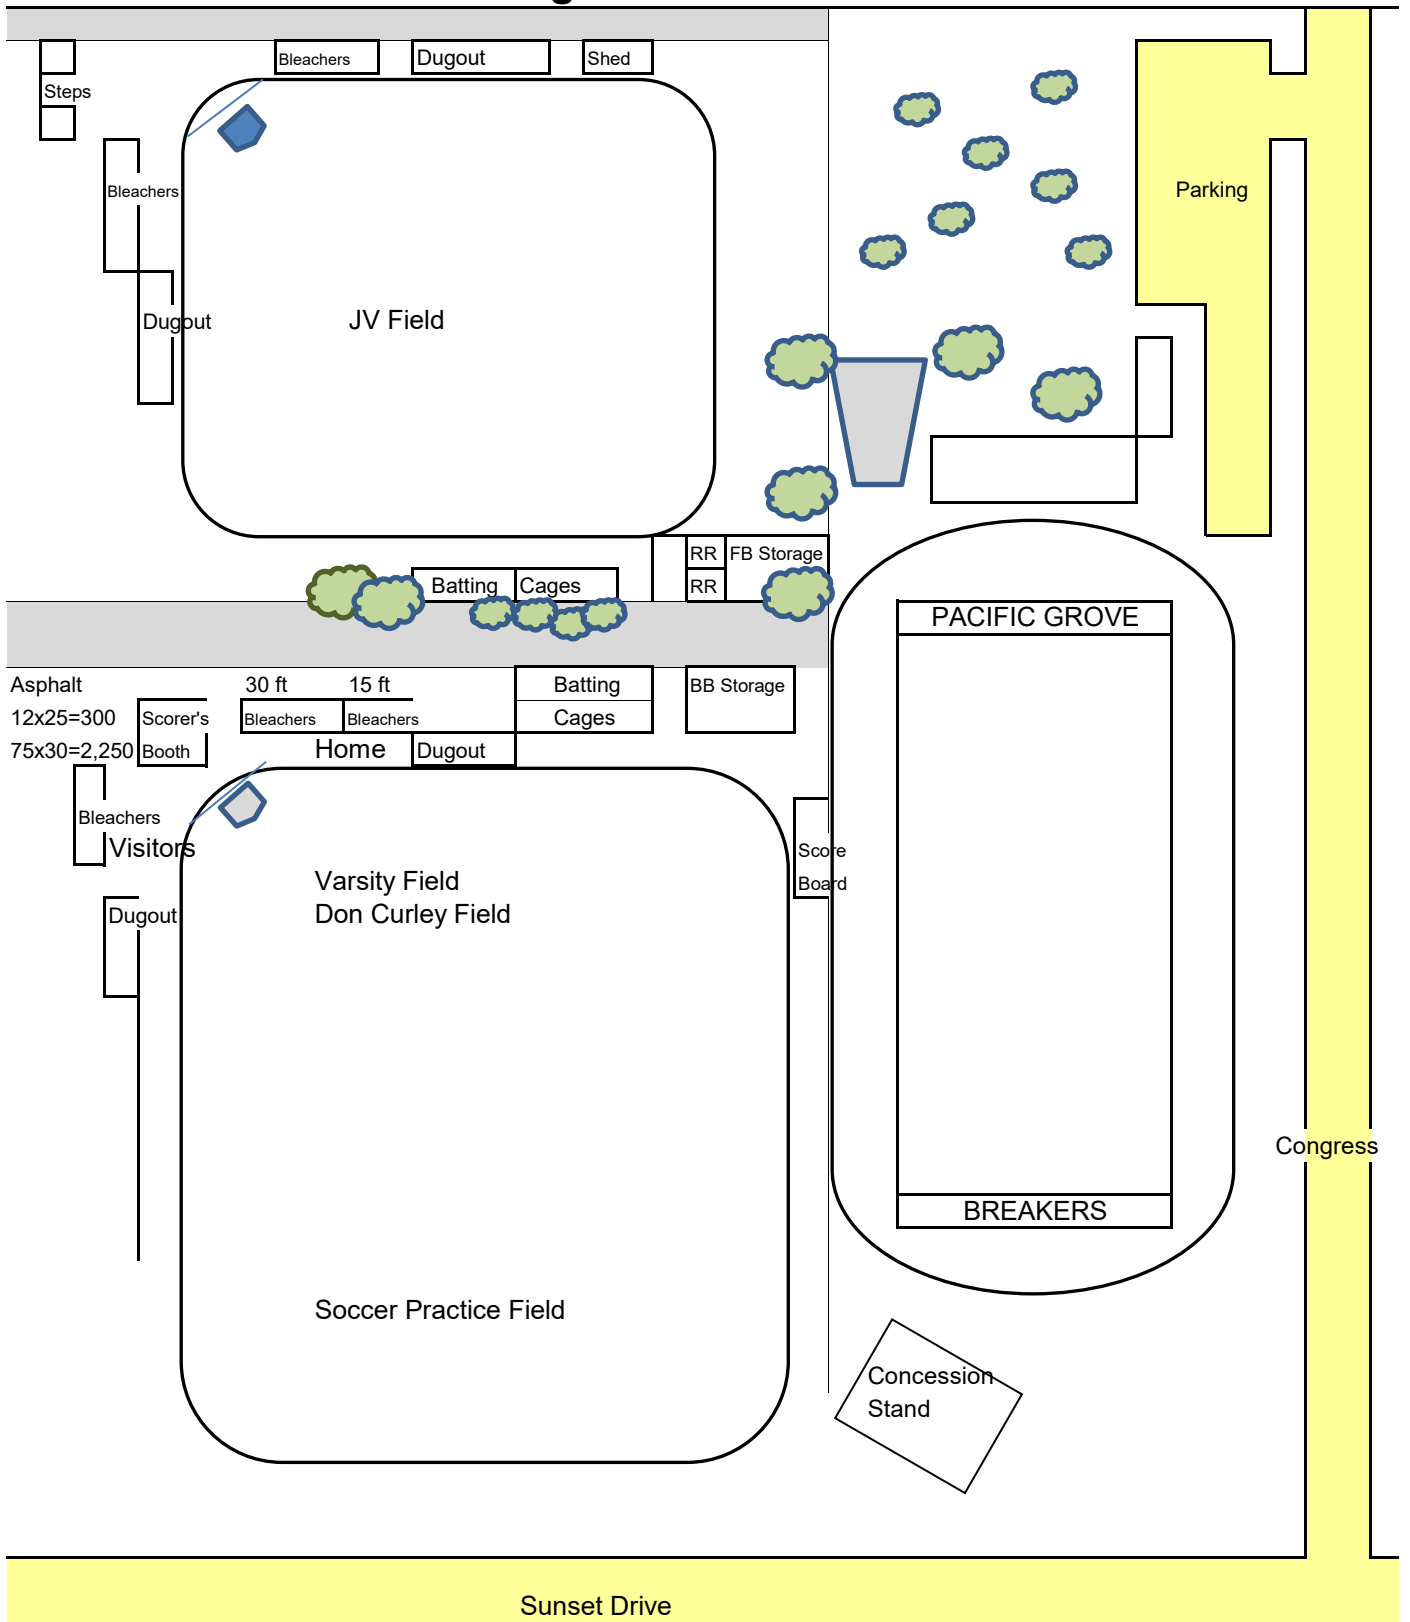 Bleachers
Dugout
Shed
Steps
Parking
Bleachers
JV Field
Dugout
RR
FB Storage
Batting
Cages
RR
PACIFIC GROVE
Asphalt
30 ft
15 ft
Batting
BB Storage
12x25=300
Scorer's
Bleachers
Bleachers
Cages
75x30=2,250
Booth
Home
Dugout
Bleachers
Visitors
Score
Board
Varsity Field
Don Curley Field
Dugout
Congress
BREAKERS
Soccer Practice Field
Concession
Stand
Sunset Drive